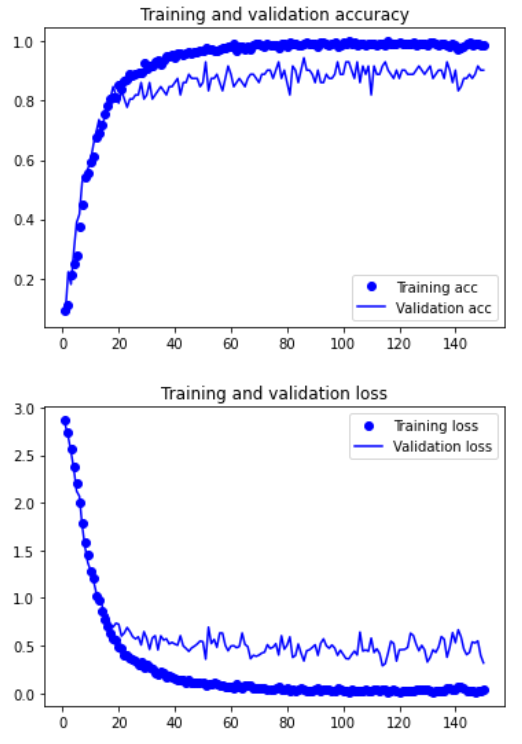 Training and validation accuracy
1.0
0.8
0.6
0.4
0.2
Training acc
Validation acc
0 20 40 60 80 100 120 140
Training and validation loss
3.0
Training loss
Validation loss
2.5
2.0
1.5
1.0
0.5
0.0
0 20 40 60 80 100 120 140